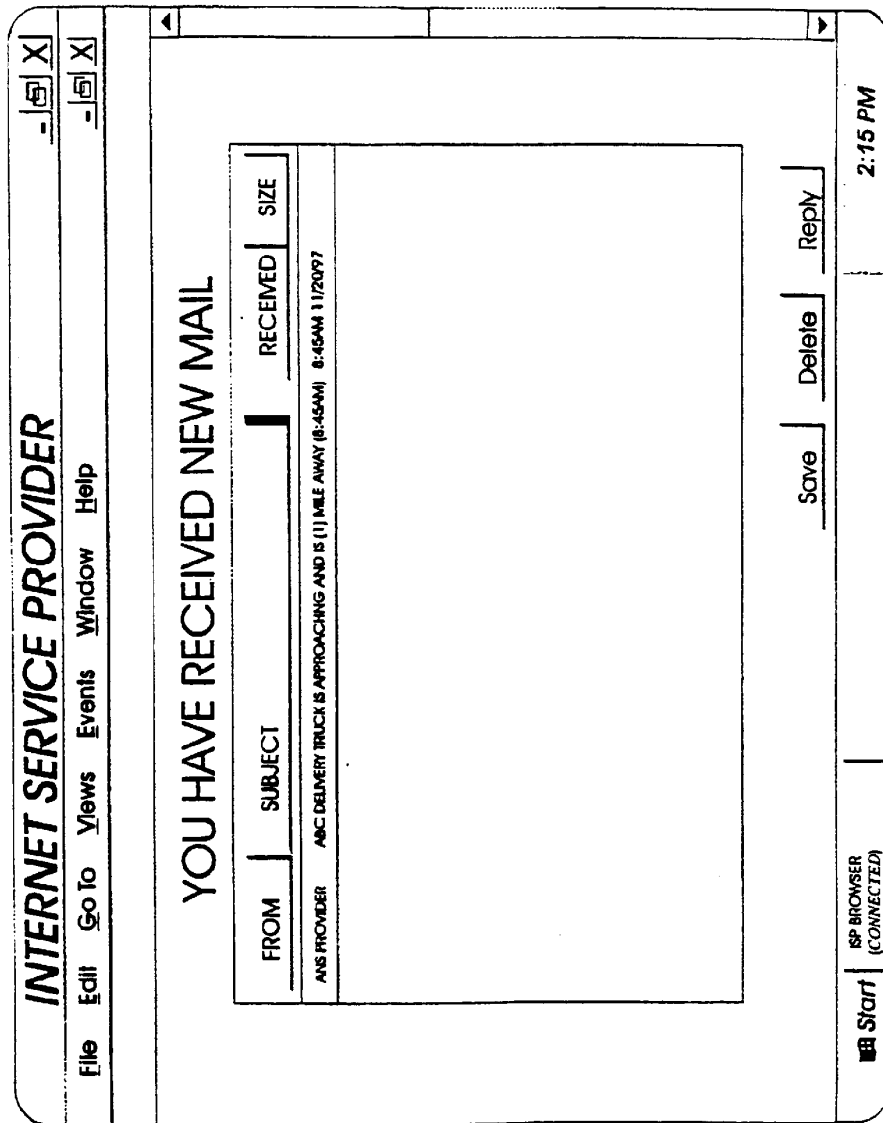 INTERNET SERVICE PROVIDER
File Edit Go To Views Events Window Help
YOU HAVE RECEIVED NEW MAIL
FROM SUBJECT RECEIVED SIZE
ANS PROVIDER ABC DELIVERY TRUCK IS APPROACHNG AND IS (1) MILE AWAY (8:45AM) 8:45AM 11/20/97
Save Delete Reply
Start ISP BROWSER 2:15 PM
(CONNECTED)